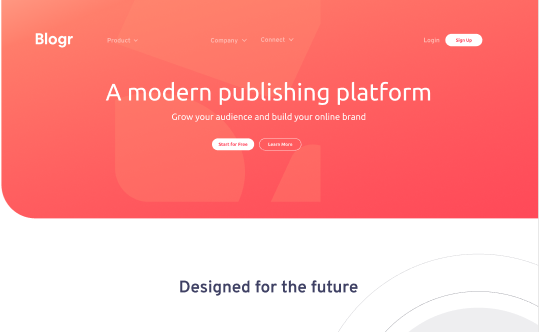 Blogr Product Company Connect Login Sign Up
A modern publishing platform
Grow your audience and build your online brand
Start for Free Learn More
Designed for the future